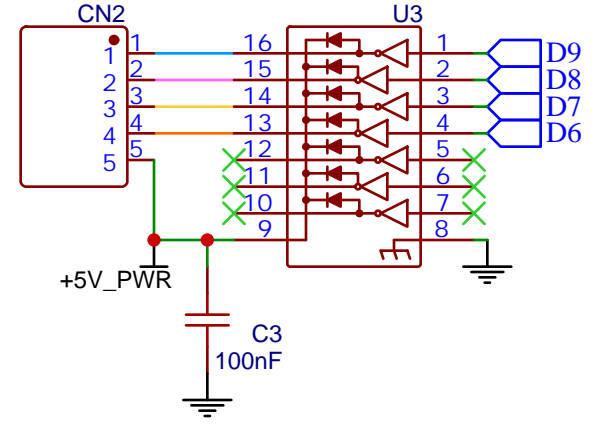 CN2 U3
1 1 16 1 D9
2 2 15 2 D8
3 3 14 3 D7
4 4 13 4 D6
5 5 12 5
11 6
10 7
9 8
+5V_PWR
C3
100nF